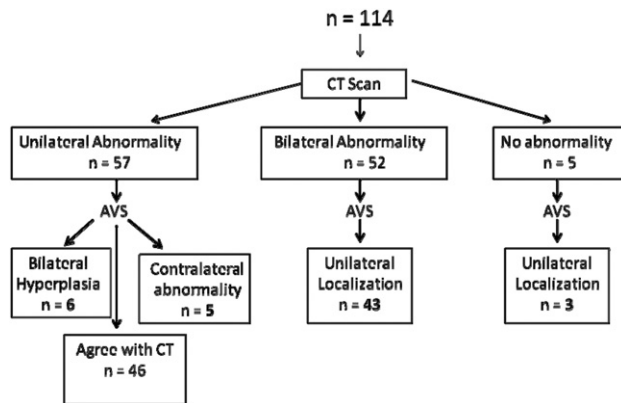 n = 114
CT Scan
Unilateral Abnormality
n = 57
Bilateral Abnormality
n = 52
No abnormality
n = 5
AVS
AVS
AVS
Bilateral
Hyperplasia
n = 6
Contralateral
abnormality
n = 5
Unilateral
Localization
n = 43
Unilateral
Localization
n = 3
Agree with CT
n = 46